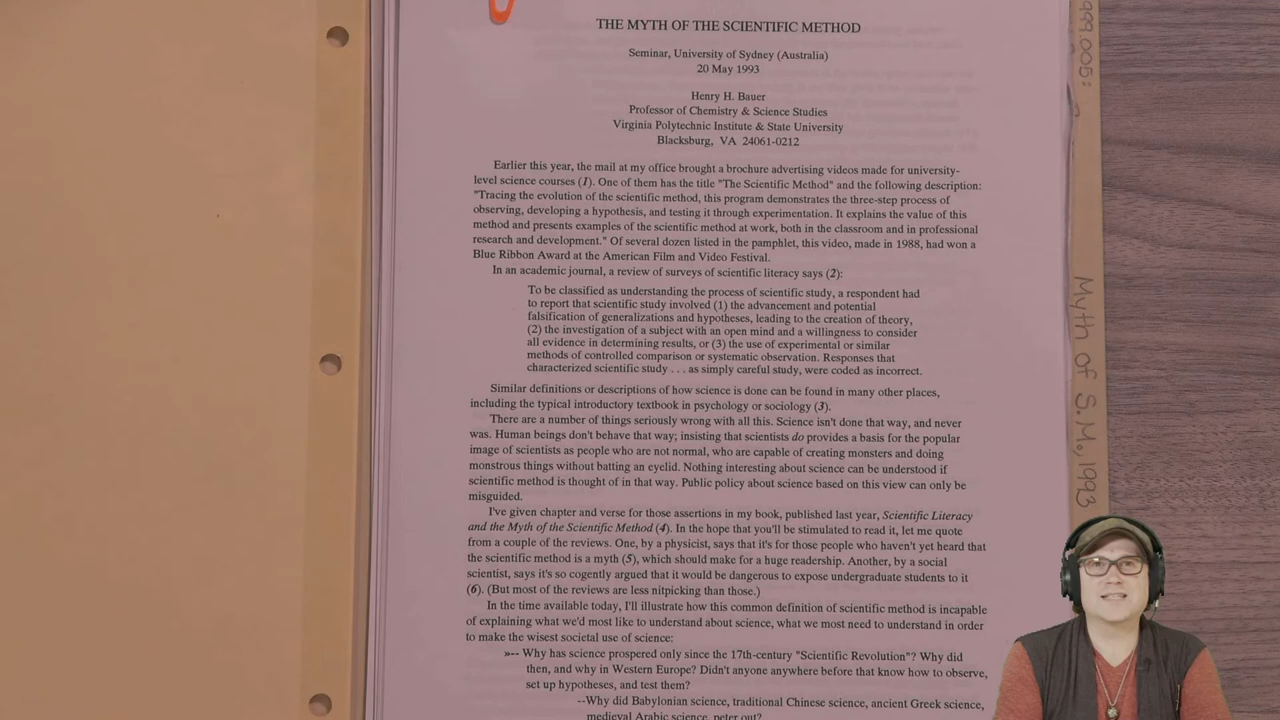 THE MYTH OF THE SCIENTIFIC METHOD
Seminar, University of Sydney (Australia)
20 May 1993
Henry H. Bauer
Professor of Chemistry & Science Studies
Virginia Polytechnic Institute & State University
Blacksburg, VA 24061-0212
Earlier this year, the mail at my office brought a brochure advertising videos made for university-
level science courses (1). One of them has the title "The Scientific Method" and the following description:
"Tracing the evolution of the scientific method, this program demonstrates the three-step process of
observing, developing a hypothesis, and testing it through experimentation. It explains the value of this
method and presents examples of the scientific method at work, both in the classroom and in professional
research and development." Of several dozen listed in the pamphlet, this video, made in 1988, had won a
Blue Ribbon Award at the American Film and Video Festival.
In an academic journal, a review of surveys of scientific literacy says (2):
To be classified as understanding the process of scientific study, a respondent had
to report that scientific study involved (1) the advancement and potential
falsification of generalizations and hypotheses, leading to the creation of theory,
(2) the investigation of a subject with an open mind and a willingness to consider
all evidence in determining results, or (3) the use of experimental or similar
methods of controlled comparison or systematic observation. Responses that
characterized scientific study . . . as simply careful study, were coded as incorrect.
Similar definitions or descriptions of how science is done can be found in many other places,
including the typical introductory textbook in psychology or sociology (3).
There are a number of things seriously wrong with all this. Science isn't done that way, and never
was. Human beings don't behave that way; insisting that scientists do provides a basis for the popular
image of scientists as people who are not normal, who are capable of creating monsters and doing
monstrous things without batting an eyelid. Nothing interesting about science can be understood if
scientific method is thought of in that way. Public policy about science based on this view can only be
misguided.
I've given chapter and verse for those assertions in my book, published last year, Scientific Literacy
and the Myth of the Scientific Method (4). In the hope that you'll be stimulated to read it, let me quote
from a couple of the reviews. One, by a physicist, says that it's for those people who haven't yet heard that
the scientific method is a myth (5), which should make for a huge readership. Another, by a social
scientist, says it's so cogently argued that it would be dangerous to expose undergraduate students to it
(6). (But most of the reviews are less nitpicking than those.)
In the time available today, I'll illustrate how this common definition of scientific method is incapable
of explaining what we'd most like to understand about science, what we most need to understand in order
to make the wisest societal use of science:
»-- Why has science prospered only since the 17th-century "Scientific Revolution"? Why did
then, and why in Western Europe? Didn't anyone anywhere before that know how to observe,
set up hypotheses, and test them?
--Why did Babylonian science, traditional Chinese science, ancient Greek science,
medieval Arabic science, peter out?
999.005:
Myth of S.M., 1993